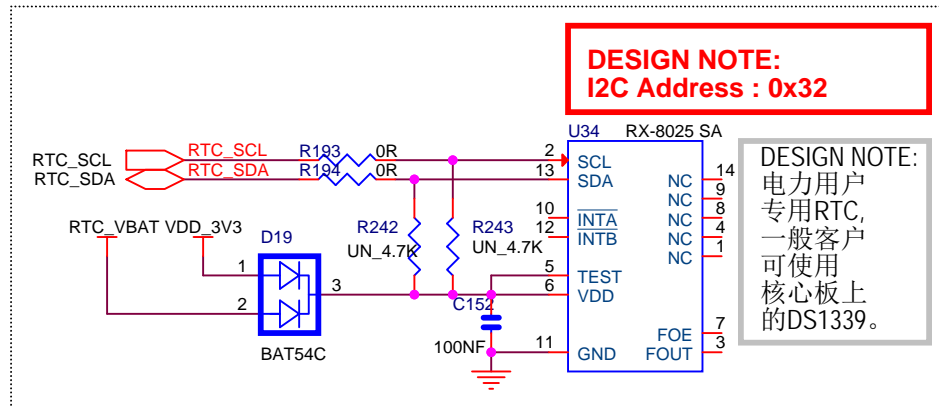 DESIGN NOTE:
I2C Address : 0x32
U34 RX-8025 SA
RTC_SCL RTC_SCL R193 0R 2 SCL
RTC_SDA RTC_SDA R194 0R 13 SDA
NC 14
NC 9
NC 8
NC 4
NC 1
10 INTA
12 INTB
RTC_VBAT VDD_3V3
D19
1
2
3
BAT54C
R242
UN_4.7K
R243
UN_4.7K
5 TEST
6 VDD
C152
100NF
11 GND
FOE 7
FOUT 3
DESIGN NOTE:
电力用户
专用RTC,
一般客户
可使用
核心板上
的DS1339。